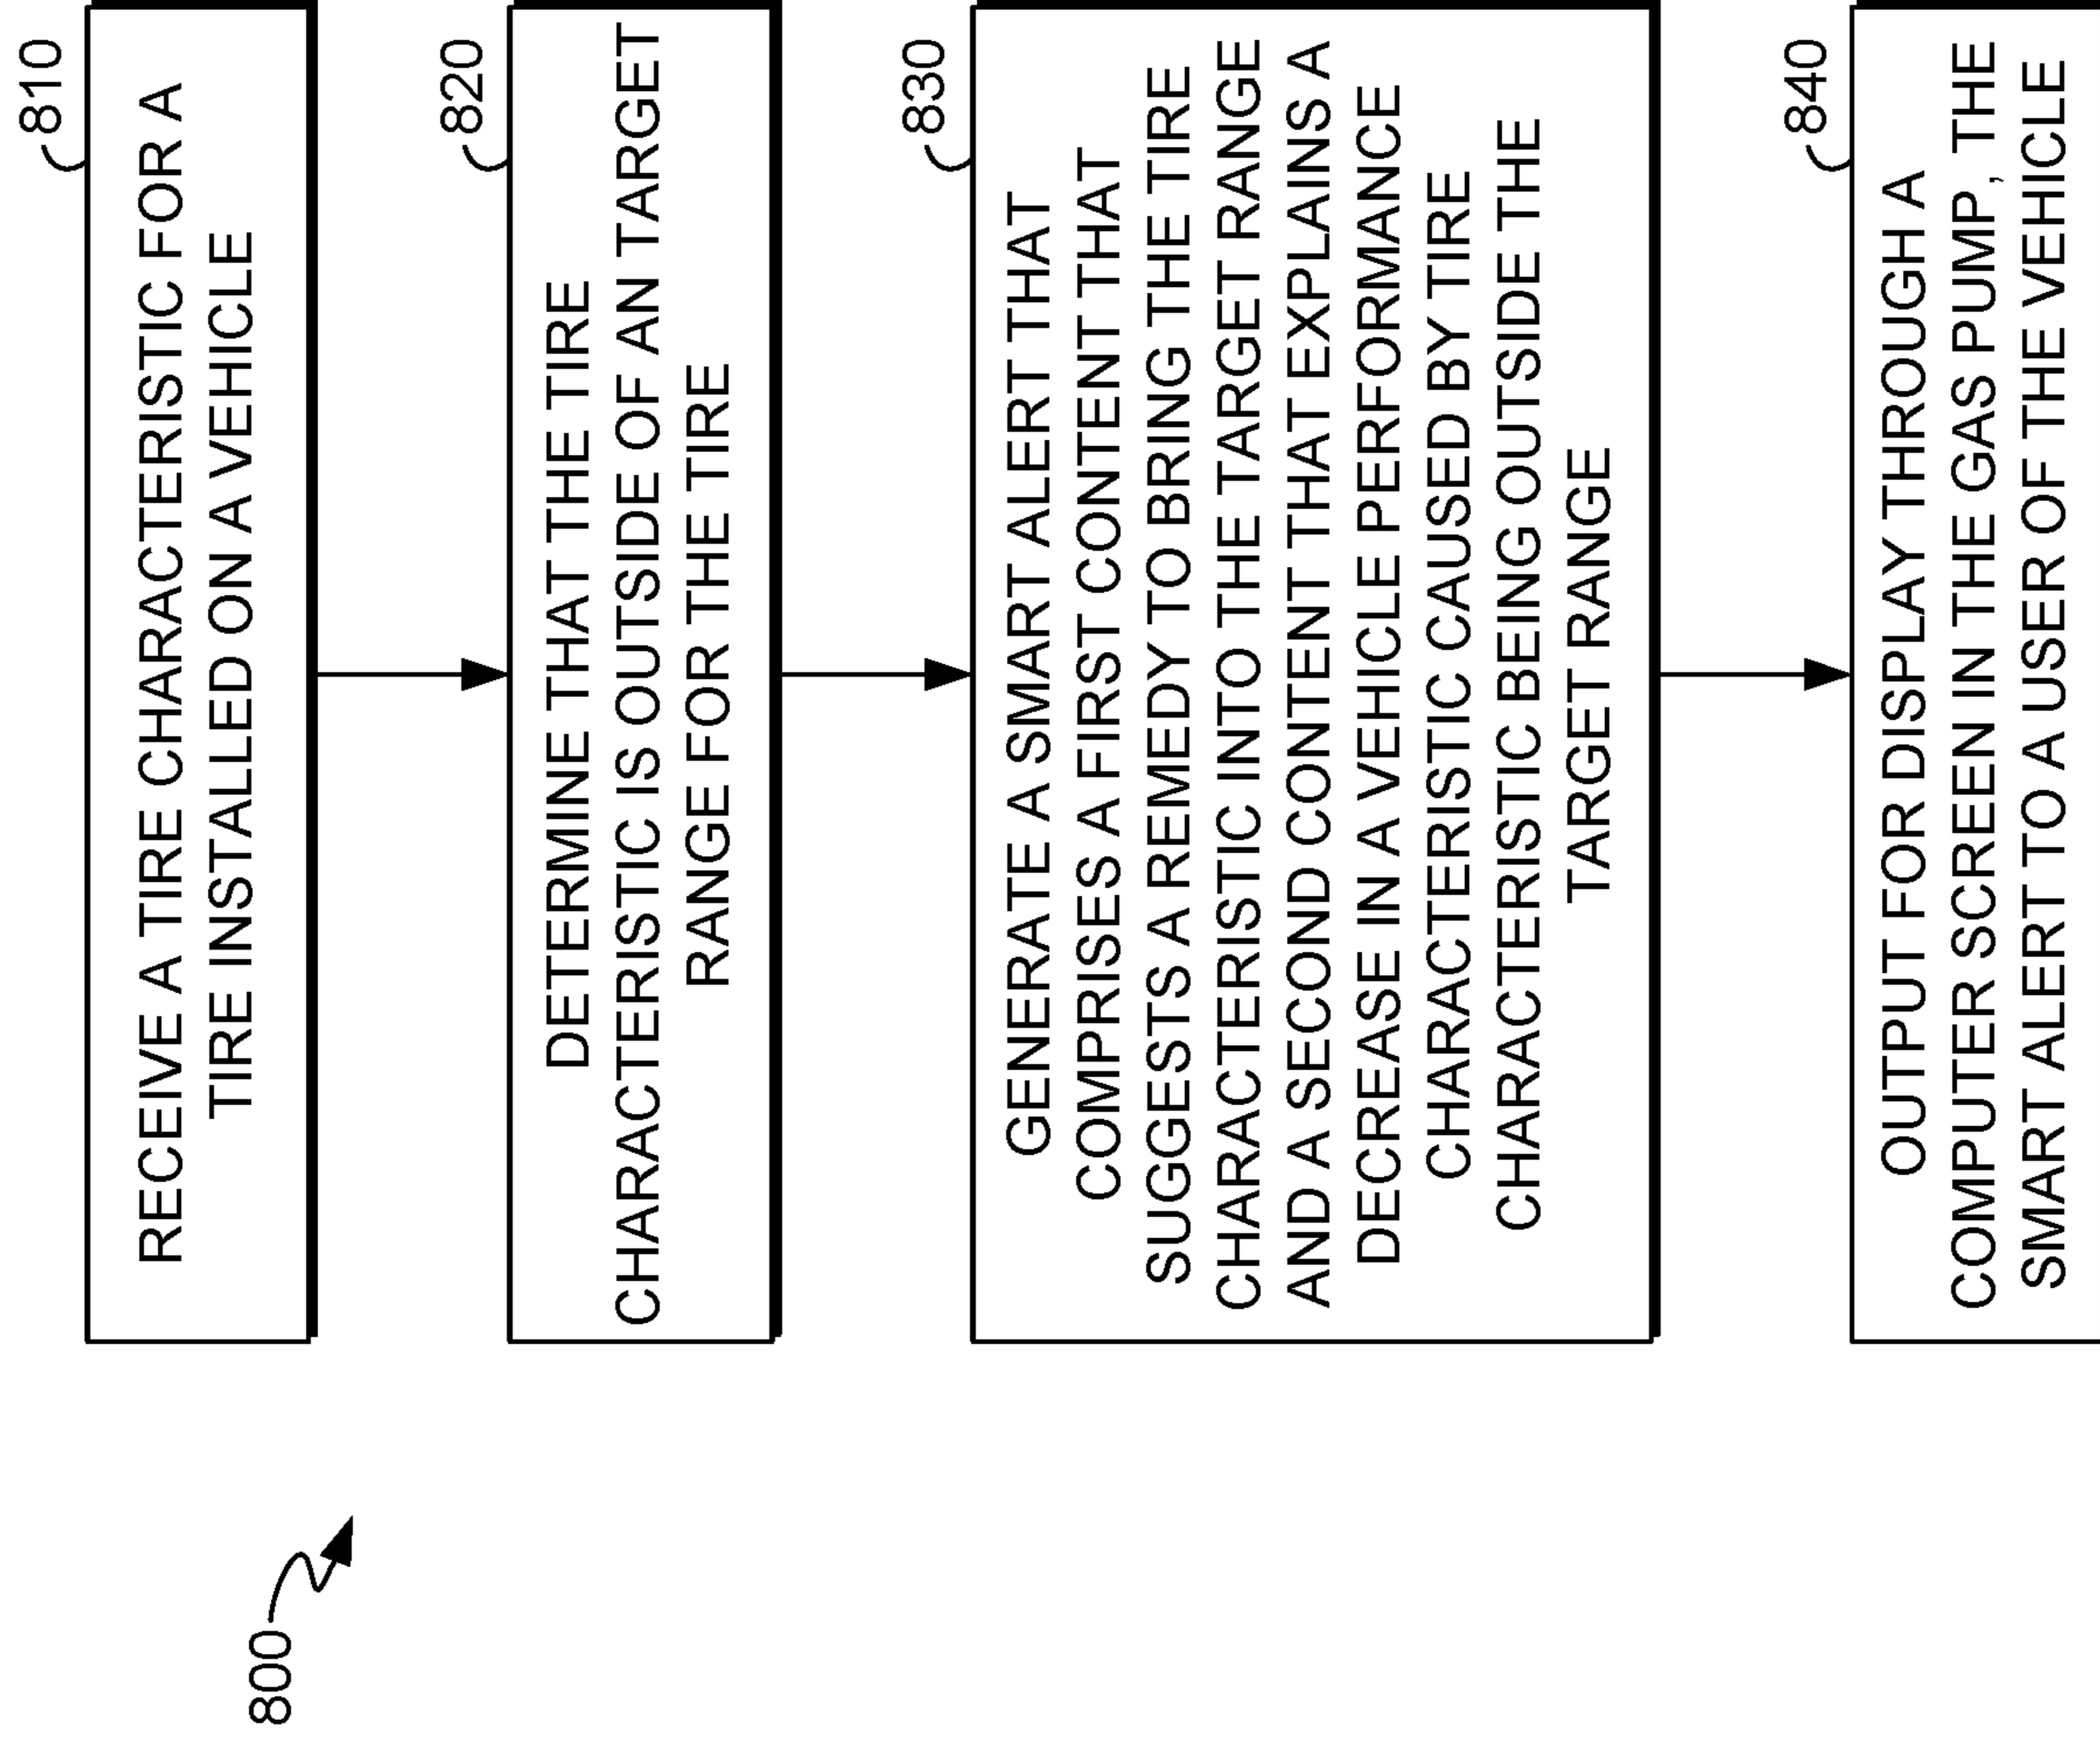 800
810
RECEIVE A TIRE CHARACTERISTIC FOR A
TIRE INSTALLED ON A VEHICLE
820
DETERMINE THAT THE TIRE
CHARACTERISTIC IS OUTSIDE OF AN TARGET
RANGE FOR THE TIRE
830
GENERATE A SMART ALERT THAT
COMPRISES A FIRST CONTENT THAT
SUGGESTS A REMEDY TO BRING THE TIRE
CHARACTERISTIC INTO THE TARGET RANGE
AND A SECOND CONTENT THAT EXPLAINS A
DECREASE IN A VEHICLE PERFORMANCE
CHARACTERISTIC CAUSED BY TIRE
CHARACTERISTIC BEING OUTSIDE THE
TARGET RANGE
840
OUTPUT FOR DISPLAY THROUGH A
COMPUTER SCREEN IN THE GAS PUMP, THE
SMART ALERT TO A USER OF THE VEHICLE